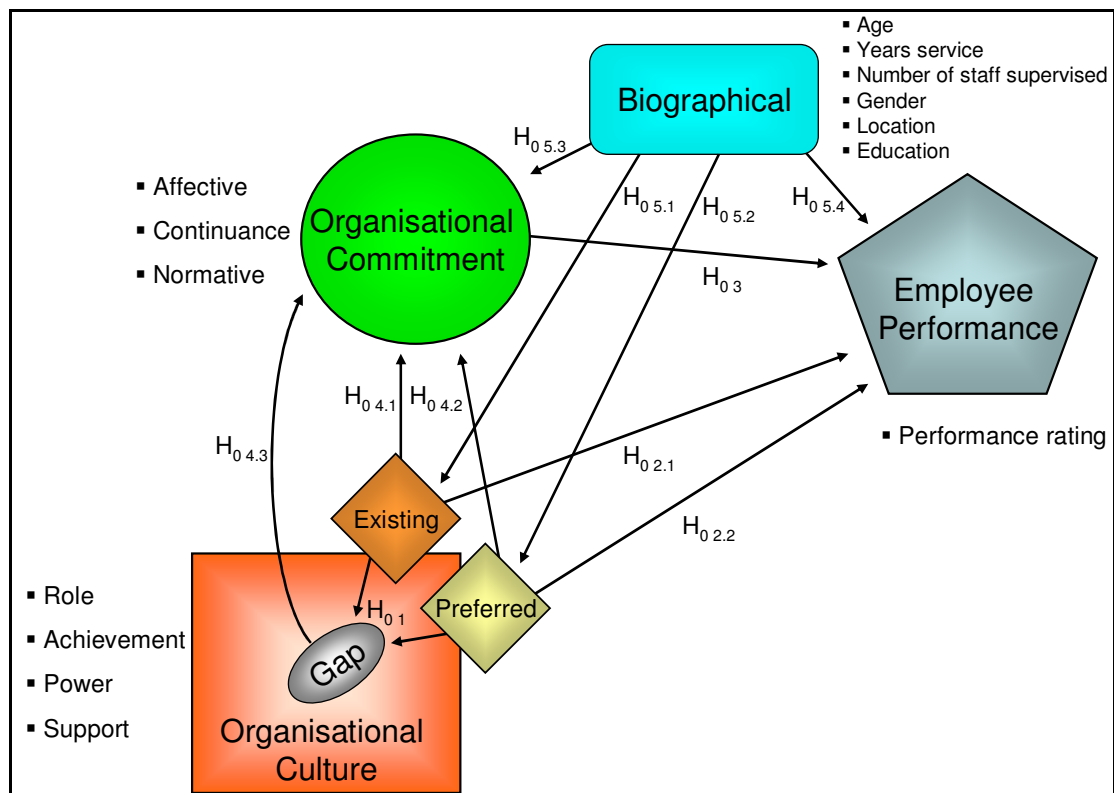 ▪ Age
▪ Years service
▪ Number of staff supervised
▪ Gender
▪ Location
▪ Education
Biographical
H0 5.3
H0 5.1
H0 5.2
H0 5.4
▪ Affective
▪ Continuance
▪ Normative
Organisational
Commitment
H0 3
Employee
Performance
▪ Performance rating
H0 4.1
H0 4.2
H0 4.3
H0 2.1
H0 2.2
Existing
Preferred
H0 1
Gap
▪ Role
▪ Achievement
▪ Power
▪ Support
Organisational
Culture